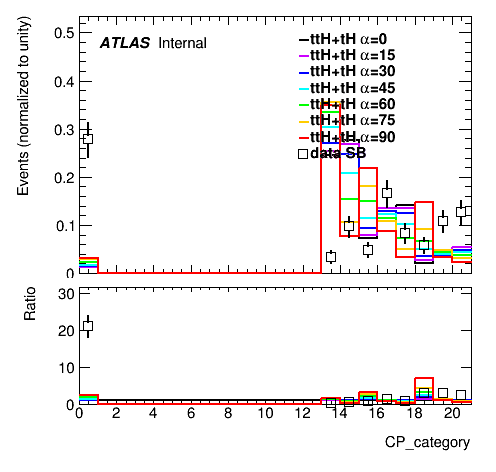 ATLAS Internal
ttH+tH α=0
ttH+tH α=15
ttH+tH α=30
ttH+tH α=45
ttH+tH α=60
ttH+tH α=75
ttH+tH α=90
data SB
Events (normalized to unity)
0.5
0.4
0.3
0.2
0.1
0
Ratio
30
20
10
0
0 2 4 6 8 10 12 14 16 18 20
CP_category